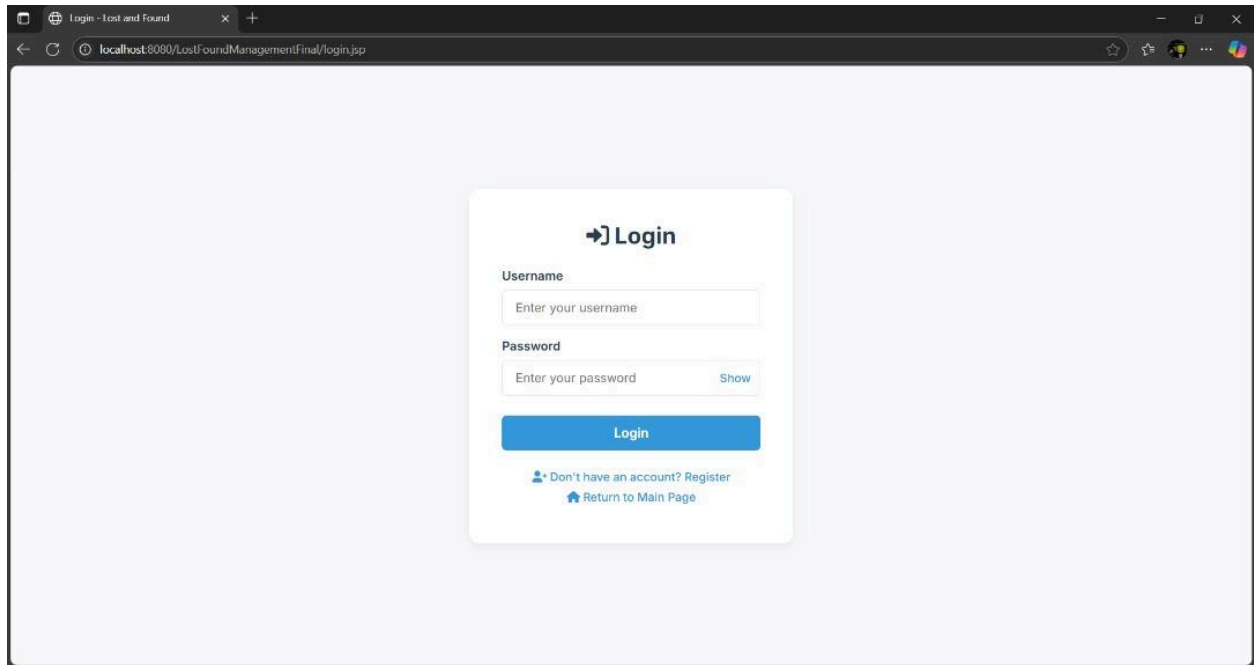 Login - Lost and Found
localhost:8080/LostFoundManagementFinal/login.jsp
Login
Username
Enter your username
Password
Enter your password Show
Login
Don't have an account? Register
Return to Main Page